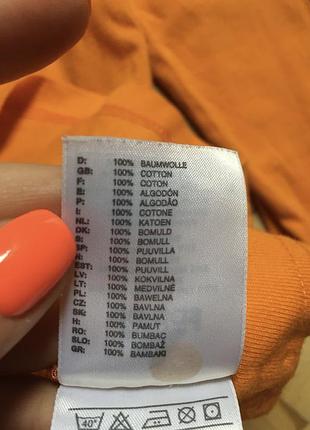 D: 100% BAUMWOLLE
GB: 100% COTTON
F: 100% COTON
E: 100% ALGODÓN
P: 100% ALGODÃO
I: 100% COTONE
NL: 100% KATOEN
DK: 100% BOMULD
S: 100% BOMULL
SF: 100% PUUVILLA
N: 100% BOMULL
EST: 100% PUUVILL
LV: 100% KOKVILNA
LT: 100% MEDVILNĖ
PL: 100% BAWEŁNA
CZ: 100% BAVLNA
SK: 100% BAVLNA
H: 100% PAMUT
RO: 100% BUMBAC
SLO: 100% BOMBAŽ
GR: 100% BAMBAKI
40°